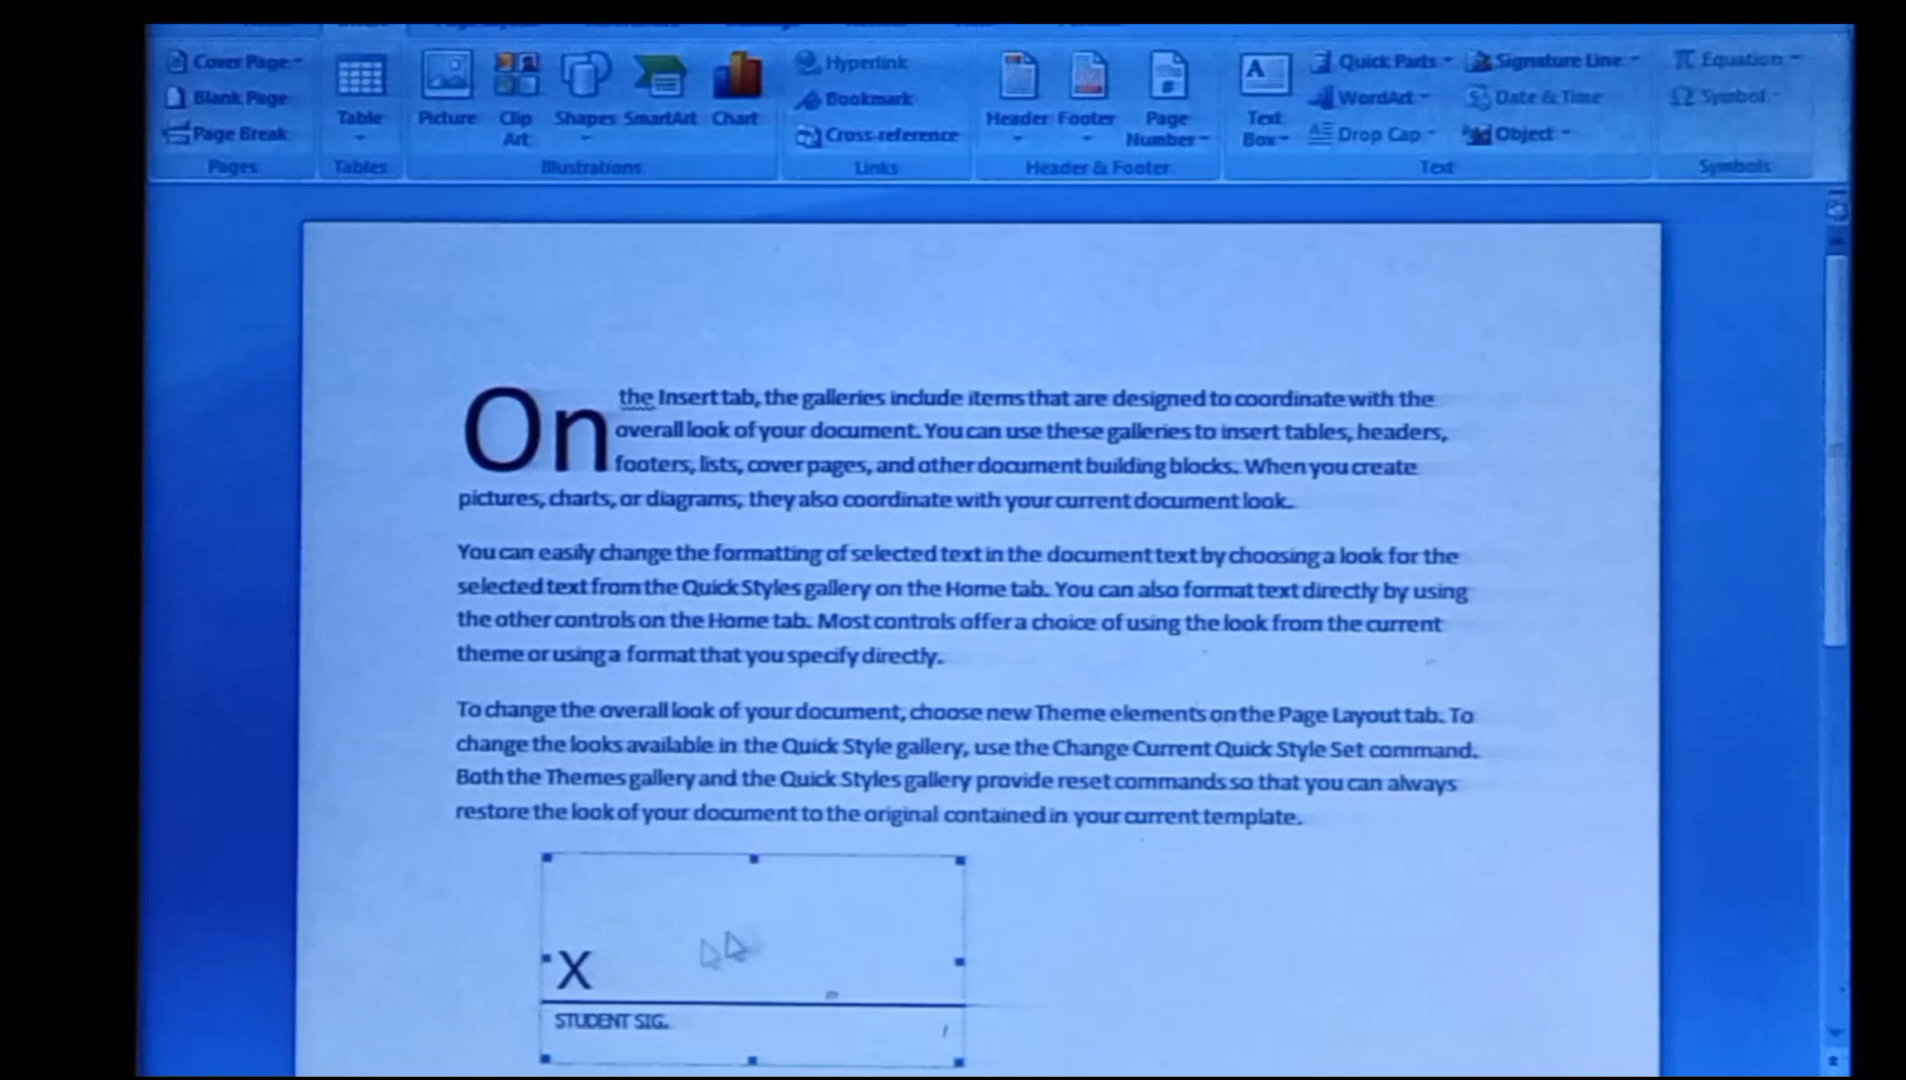 Cover Page
Blank Page
Page Break
Pages
Table
Tables
Picture
Clip Art
Shapes
SmartArt
Chart
Illustrations
Hyperlink
Bookmark
Cross-reference
Links
Header
Footer
Page Number
Header & Footer
Text Box
Quick Parts
WordArt
Drop Cap
Signature Line
Date & Time
Object
Text
Equation
Symbol
Symbols
On the Insert tab, the galleries include items that are designed to coordinate with the
overall look of your document. You can use these galleries to insert tables, headers,
footers, lists, cover pages, and other document building blocks. When you create
pictures, charts, or diagrams, they also coordinate with your current document look.
You can easily change the formatting of selected text in the document text by choosing a look for the
selected text from the Quick Styles gallery on the Home tab. You can also format text directly by using
the other controls on the Home tab. Most controls offer a choice of using the look from the current
theme or using a format that you specify directly.
To change the overall look of your document, choose new Theme elements on the Page Layout tab. To
change the looks available in the Quick Style gallery, use the Change Current Quick Style Set command.
Both the Themes gallery and the Quick Styles gallery provide reset commands so that you can always
restore the look of your document to the original contained in your current template.
X
STUDENT SIG.